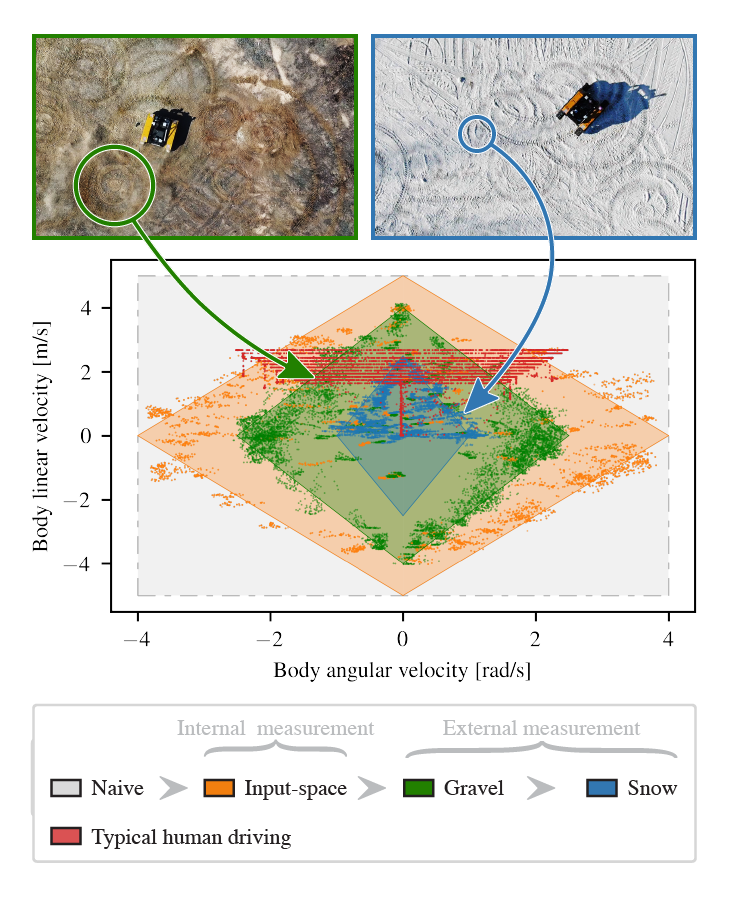 4
2
0
−2
−4
Body linear velocity [m/s]
−4 −2 0 2 4
Body angular velocity [rad/s]
Internal measurement External measurement
Naive Input-space Gravel Snow
Typical human driving